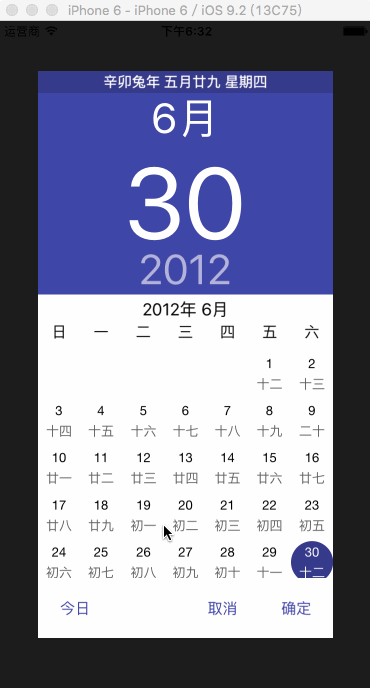 iPhone 6 - iPhone 6 / iOS 9.2 (13C75)
运营商 下午6:32
辛卯兔年 五月廿九 星期四
6月
30
2012
2012年 6月
日 一 二 三 四 五 六
1 2
十二 十三
3 4 5 6 7 8 9
十四 十五 十六 十七 十八 十九 二十
10 11 12 13 14 15 16
廿一 廿二 廿三 廿四 廿五 廿六 廿七
17 18 19 20 21 22 23
廿八 廿九 初一 初二 初三 初四 初五
24 25 26 27 28 29 30
初六 初七 初八 初九 初十 十一 十二
今日 取消 确定